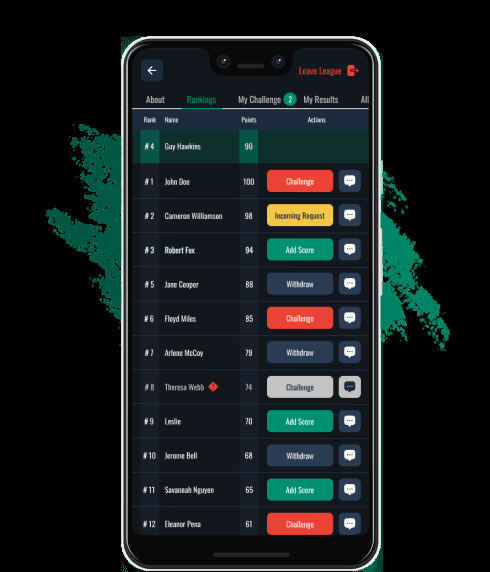 Leave League
About Rankings My Challenge 2 My Results All
Rank Name Points Actions
# 4 Guy Hawkins 90
# 1 John Doe 100 Challenge
# 2 Cameron Williamson 98 Incoming Request
# 3 Robert Fox 94 Add Score
# 5 Jane Cooper 88 Withdraw
# 6 Floyd Miles 85 Challenge
# 7 Arlene McCoy 79 Withdraw
# 8 Theresa Webb 74 Challenge
# 9 Leslie 70 Add Score
# 10 Jerome Bell 68 Withdraw
# 11 Savannah Nguyen 65 Add Score
# 12 Eleanor Pena 61 Challenge